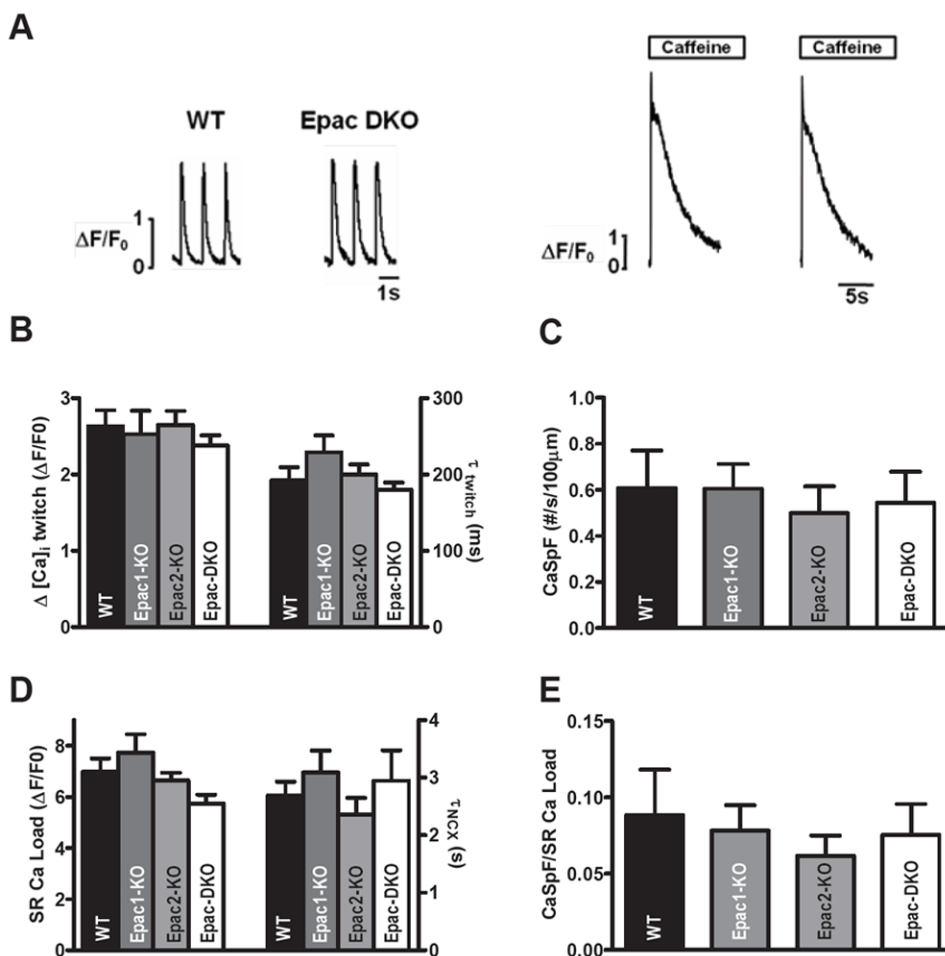 A
Caffeine Caffeine
WT Epac DKO
ΔF/F0 1 0
1s
ΔF/F0 1 0
5s
B
Δ [Ca]i twitch (ΔF/F0)
3
2
1
0
WT
Epac1-KO
Epac2-KO
Epac-DKO
WT
Epac1-KO
Epac2-KO
Epac-DKO
300
200
100
0
τ twitch (ms)
C
CaSpF (#/s/100μm)
1.0
0.8
0.6
0.4
0.2
0.0
WT
Epac1-KO
Epac2-KO
Epac-DKO
D
SR Ca Load (ΔF/F0)
8
6
4
2
0
WT
Epac1-KO
Epac2-KO
Epac-DKO
WT
Epac1-KO
Epac2-KO
Epac-DKO
4
3
2
1
0
τ NCX (s)
E
CaSpF/SR Ca Load
0.15
0.10
0.05
0.00
WT
Epac1-KO
Epac2-KO
Epac-DKO